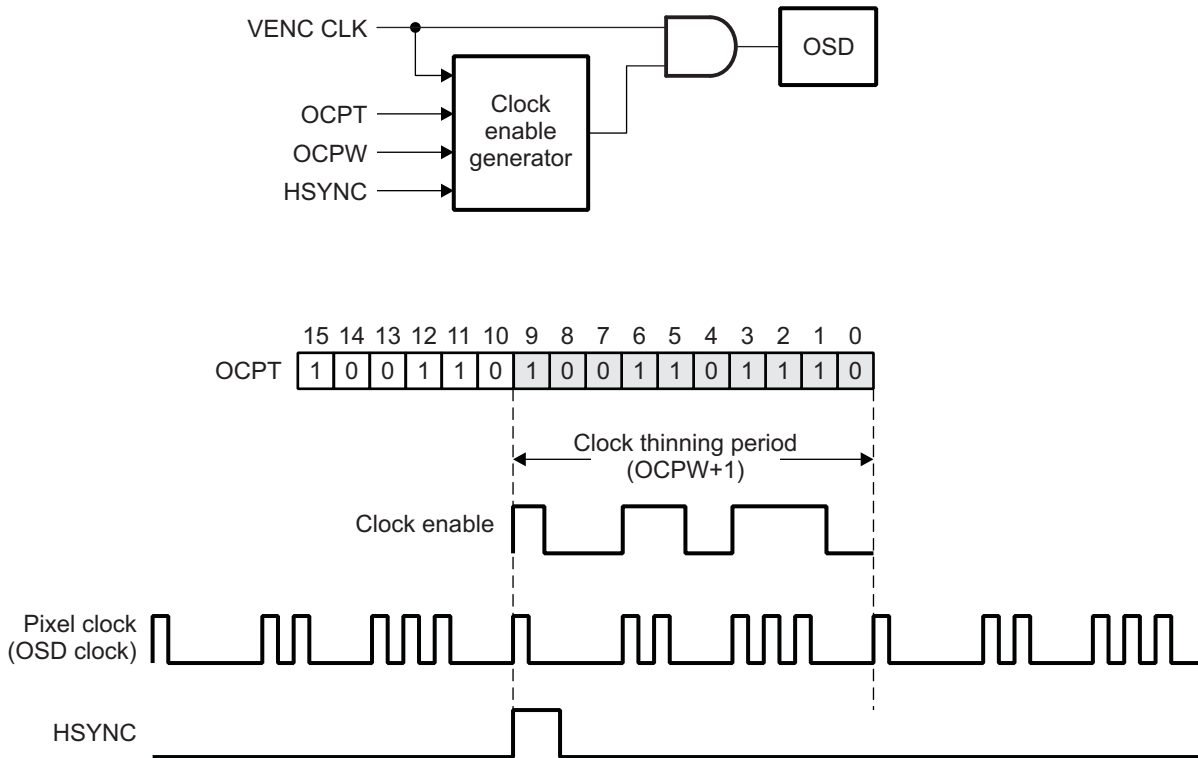 VENC CLK
OCPT
OCPW
HSYNC
Clock
enable
generator
OSD
15 14 13 12 11 10 9 8 7 6 5 4 3 2 1 0
OCPT 1 0 0 1 1 0 1 0 0 1 1 0 1 1 1 0
Clock thinning period
(OCPW+1)
Clock enable
Pixel clock
(OSD clock)
HSYNC